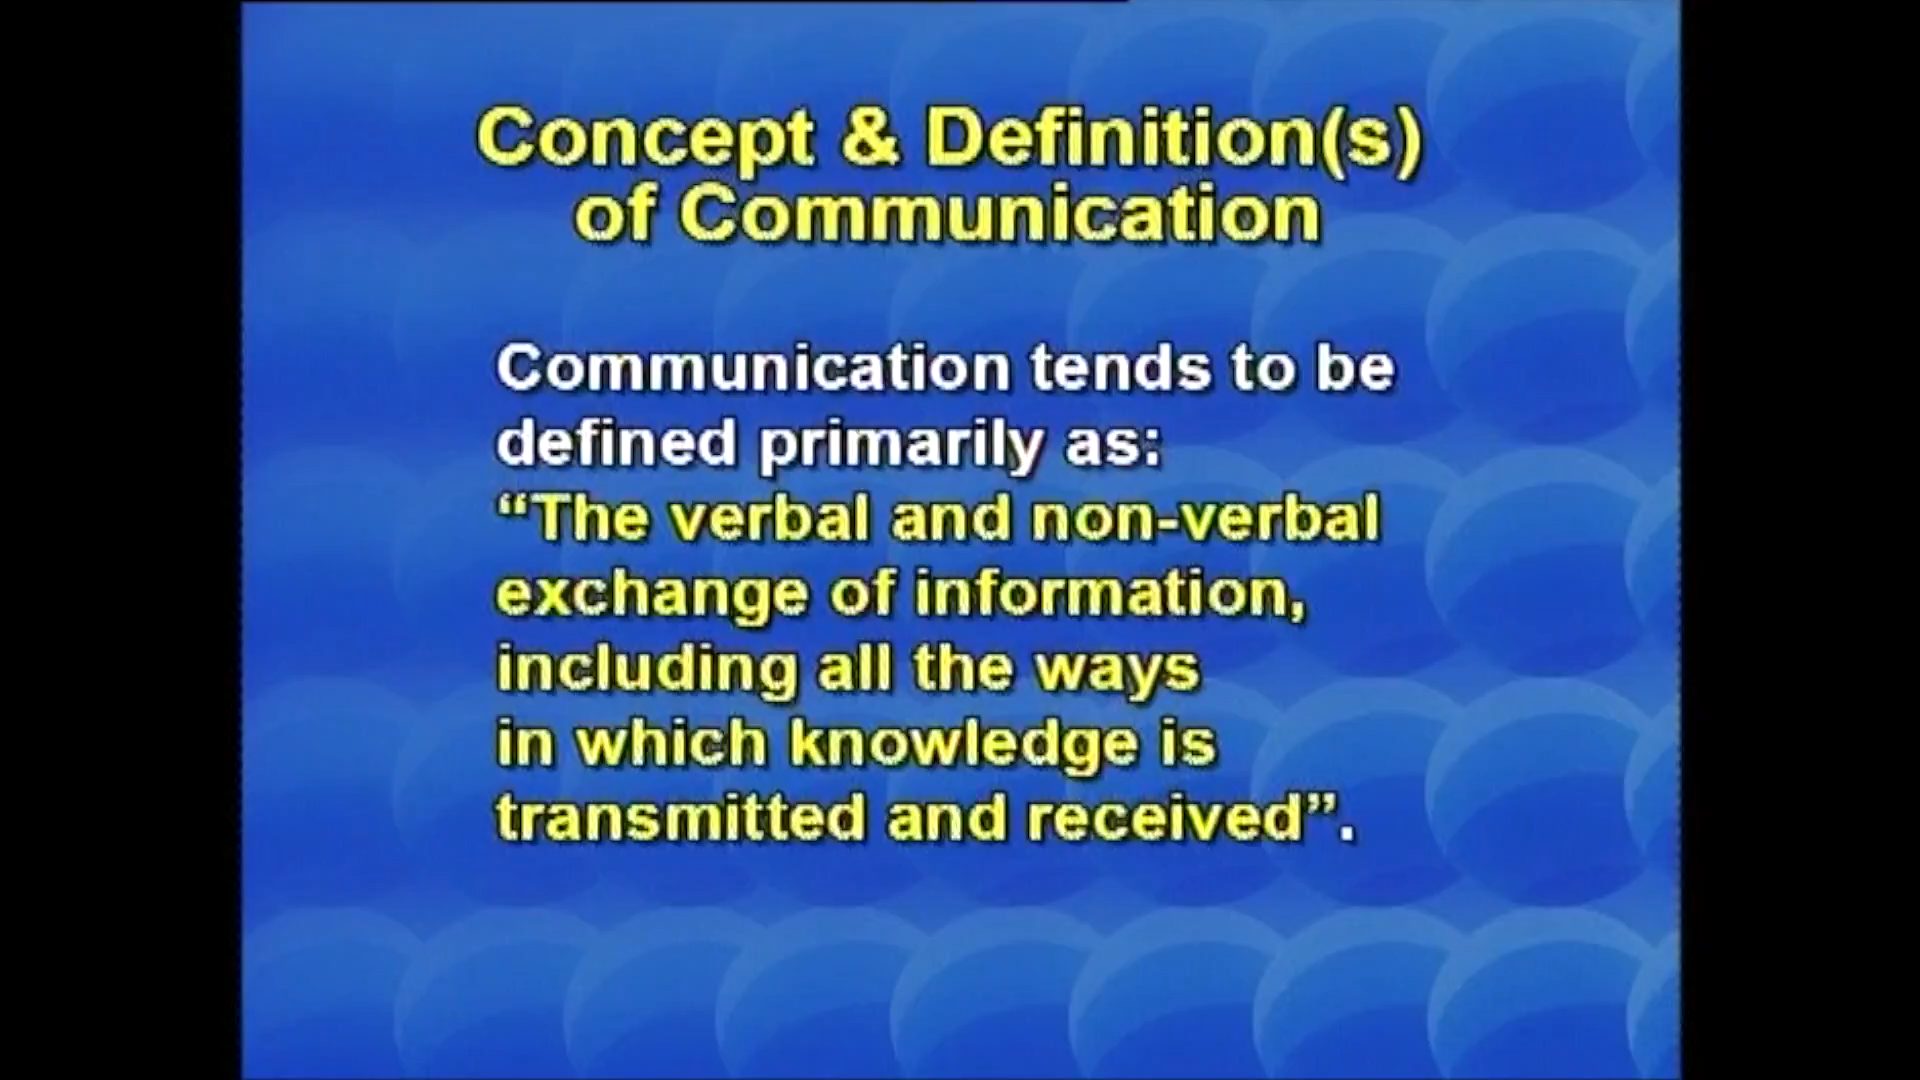 Concept & Definition(s)
of Communication
Communication tends to be
defined primarily as:
“The verbal and non-verbal
exchange of information,
including all the ways
in which knowledge is
transmitted and received”.